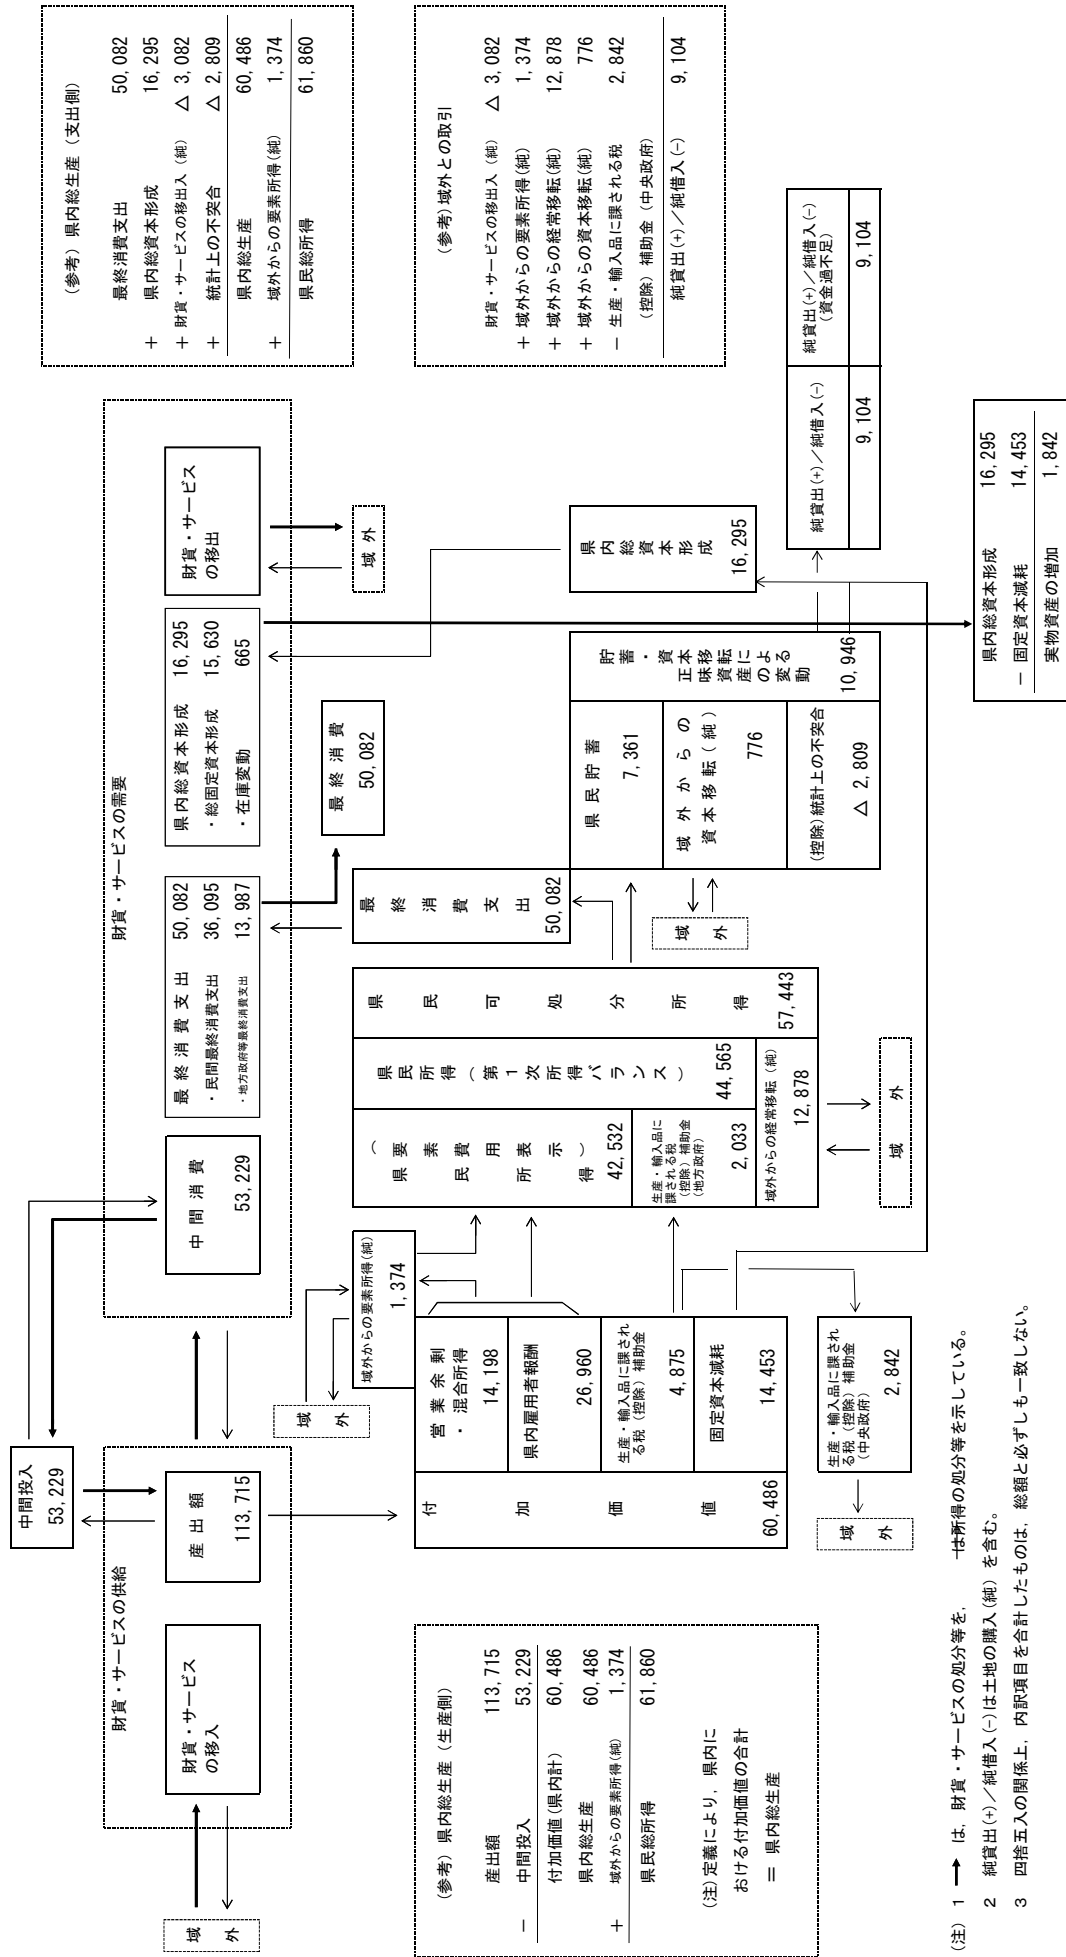 財貨・サービスの供給
財貨・サービスの需要
中間投入
53,229
域
外
財貨・サービス
の移入
産出額
113,715
中間消費
53,229
最終消費支出 50,082
・民間最終消費支出 36,095
・地方政府等最終消費支出 13,987
県内総資本形成 16,295
・総固定資本形成 15,630
・在庫変動 665
財貨・サービス
の移出
域外
最終消費
50,082
域
外
域外からの要素所得(純)
1,374
付加価値
60,486
営業余剰
・混合所得
14,198
県内雇用者報酬
26,960
生産・輸入品に課され
る税(控除)補助金
4,875
固定資本減耗
14,453
生産・輸入品に課され
る税(控除)補助金
(中央政府)
2,842
域
外
県民所得
(要素費用表示)
42,532
生産・輸入品に
課される税
(控除)補助金
(地方政府)
2,033
県民所得(第1次所得バランス)
44,565
域外からの経常移転(純)
12,878
県民可処分所得
57,443
域外
最終消費支出
50,082
域
外
県民貯蓄
7,361
域外からの
資本移転(純)
776
(控除)統計上の不突合
△ 2,809
貯蓄・資本移転による
正味資産の変動
10,946
県内総
資本形成
16,295
純貸出(+)/純借入(-)
9,104
純貸出(+)/純借入(-)
(資金過不足)
9,104
県内総資本形成 16,295
- 固定資本減耗 14,453
実物資産の増加 1,842
(参考)県内総生産(生産側)
産出額 113,715
- 中間投入 53,229
付加価値(県内計) 60,486
県内総生産 60,486
+ 域外からの要素所得(純) 1,374
県民総所得 61,860
(注)定義により,県内に
おける付加価値の合計
= 県内総生産
(参考)域外との取引
財貨・サービスの移出入(純) △ 3,082
+ 域外からの要素所得(純) 1,374
+ 域外からの経常移転(純) 12,878
+ 域外からの資本移転(純) 776
- 生産・輸入品に課される税 2,842
(控除)補助金(中央政府)
純貸出(+)/純借入(-) 9,104
(参考)県内総生産(支出側)
最終消費支出 50,082
+ 県内総資本形成 16,295
+ 財貨・サービスの移出入(純) △ 3,082
+ 統計上の不突合 △ 2,809
県内総生産 60,486
+ 域外からの要素所得(純) 1,374
県民総所得 61,860
(注) 1 → は,財貨・サービスの処分等を, → は所得の処分等を示している。
2 純貸出(+)/純借入(-)は土地の購入(純)を含む。
3 四捨五入の関係上,内訳項目を合計したものは,総額と必ずしも一致しない。